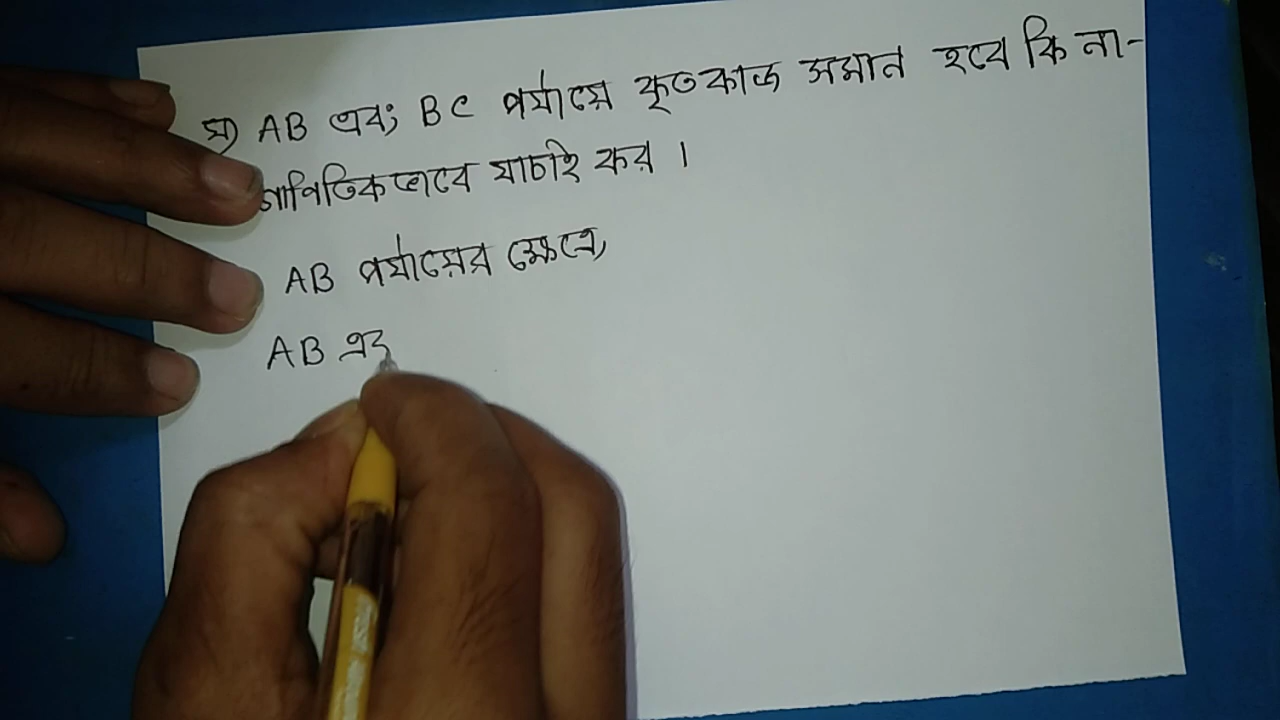 ঘ) AB এবং BC পর্যায়ে কৃতকাজ সমান হবে কি না-
গাণিতিকভাবে যাচাই কর ।
AB পর্যায়ের ক্ষেত্রে,
AB এর